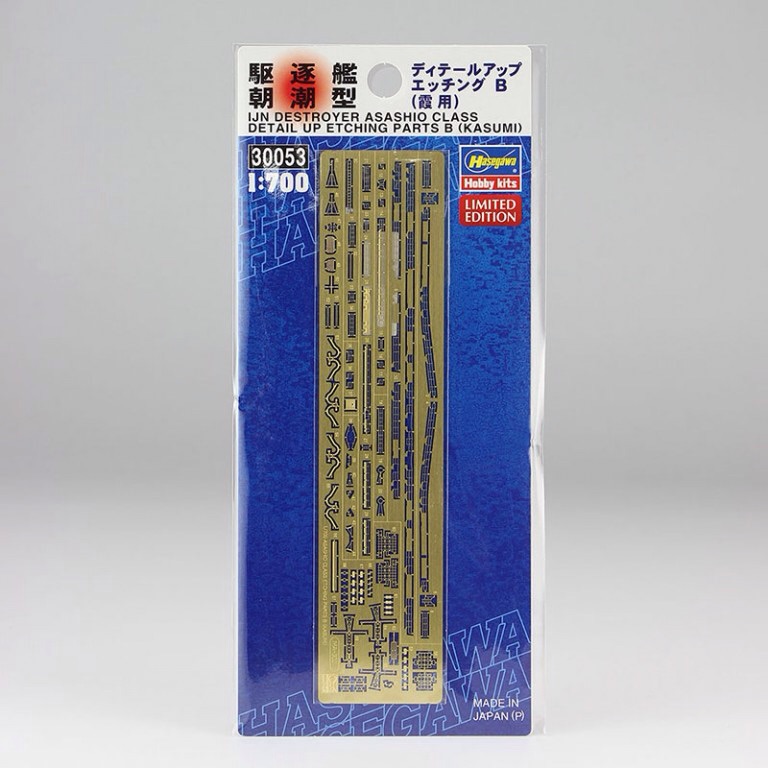 駆逐艦
朝潮型
ディテールアップ
エッチング B
(霞 用)
IJN DESTROYER ASASHIO CLASS
DETAIL UP ETCHING PARTS B (KASUMI)
30053
1:700
Hasegawa
Hobby kits
LIMITED
EDITION
HASEGAWA
HASEGAWA
MADE IN
JAPAN (P)